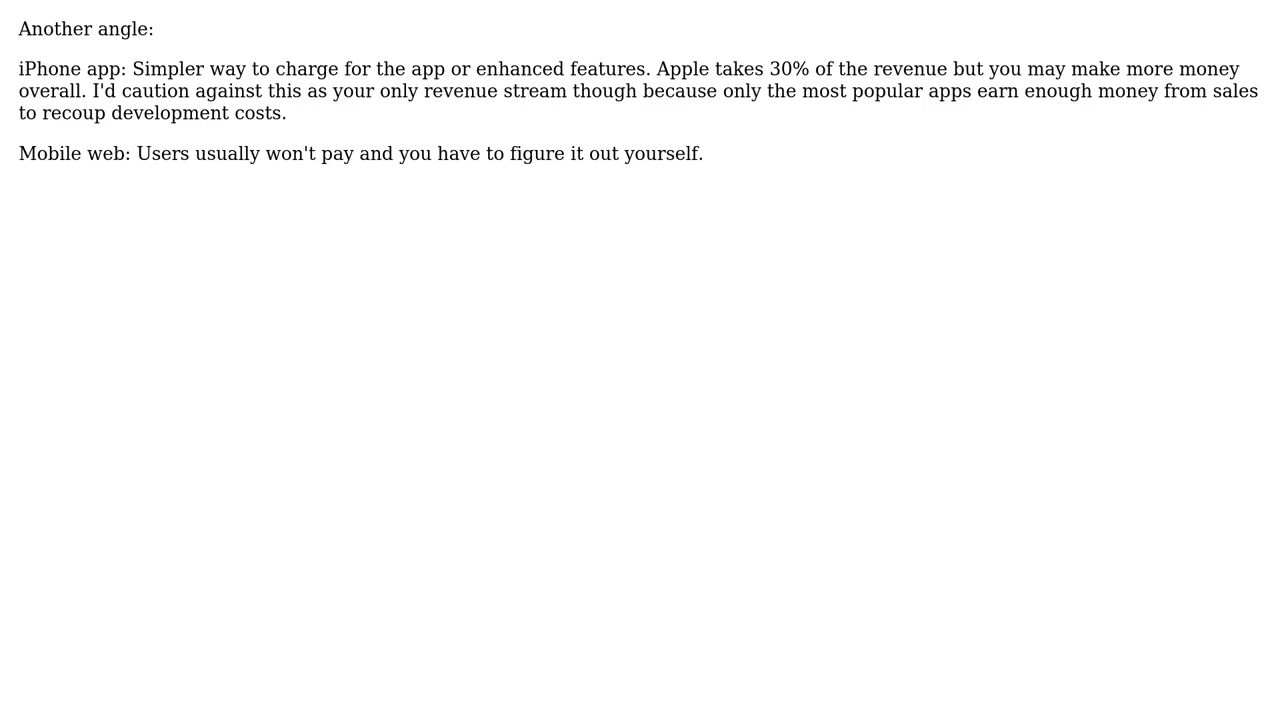 Another angle:
iPhone app: Simpler way to charge for the app or enhanced features. Apple takes 30% of the revenue but you may make more money
overall. I'd caution against this as your only revenue stream though because only the most popular apps earn enough money from sales
to recoup development costs.
Mobile web: Users usually won't pay and you have to figure it out yourself.